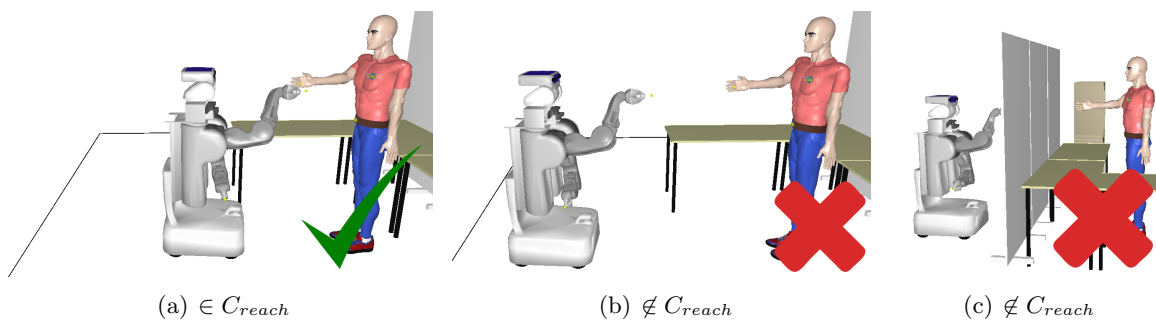 (a) ∈ C_reach
(b) ∉ C_reach
(c) ∉ C_reach